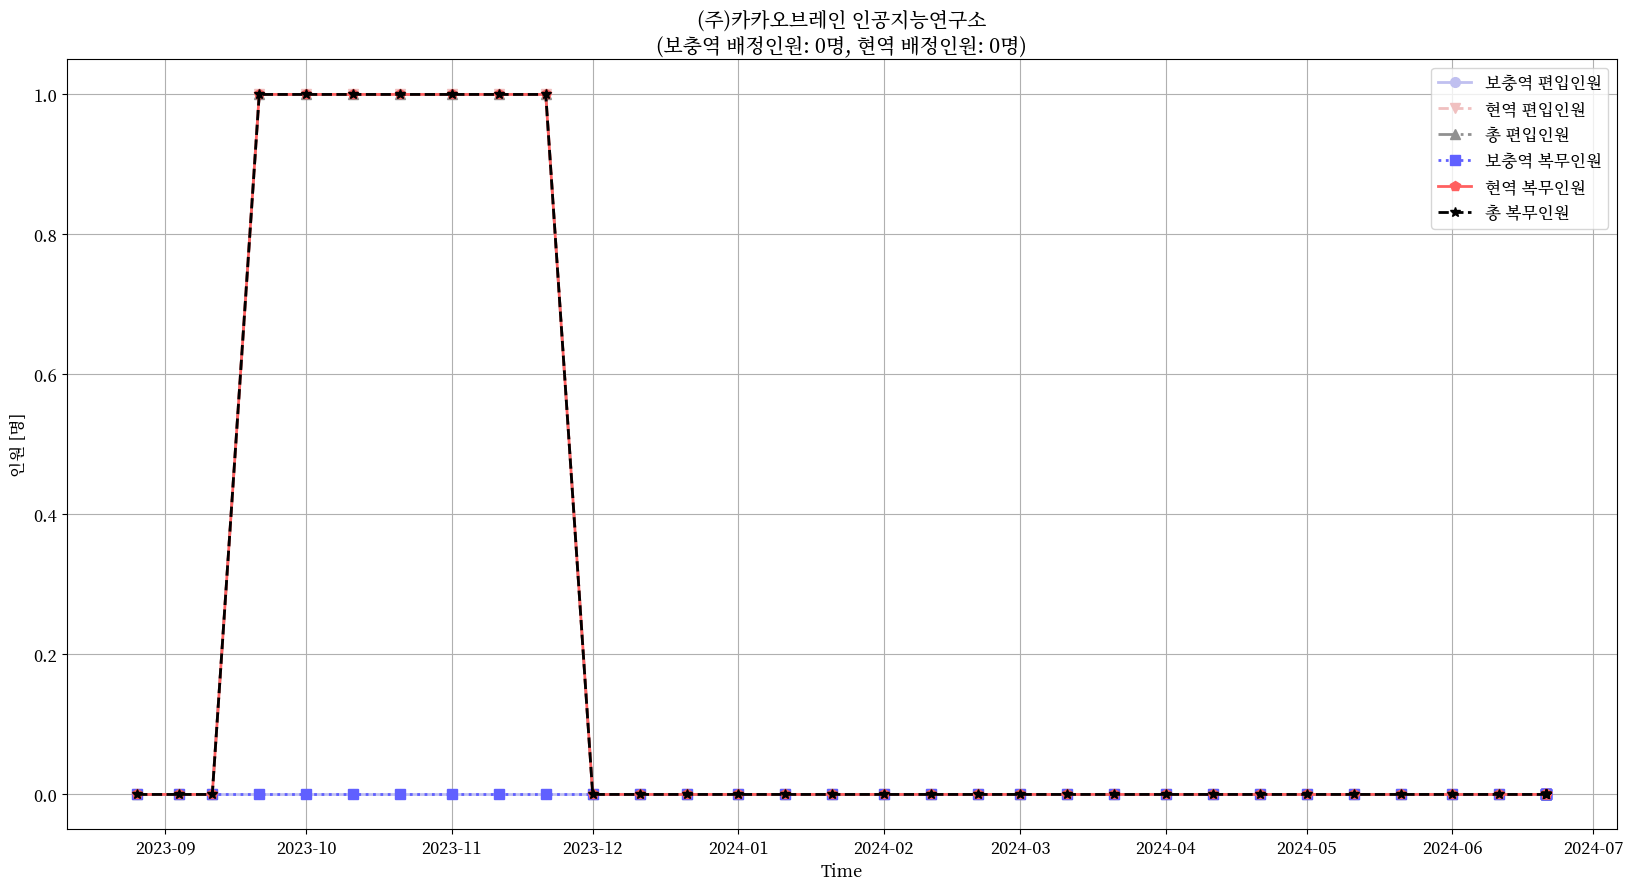 (주)카카오브레인 인공지능연구소
(보충역 배정인원: 0명, 현역 배정인원: 0명)
보충역 편입인원
현역 편입인원
총 편입인원
보충역 복무인원
현역 복무인원
총 복무인원
인원 [명]
1.0
0.8
0.6
0.4
0.2
0.0
2023-09 2023-10 2023-11 2023-12 2024-01 2024-02 2024-03 2024-04 2024-05 2024-06 2024-07
Time